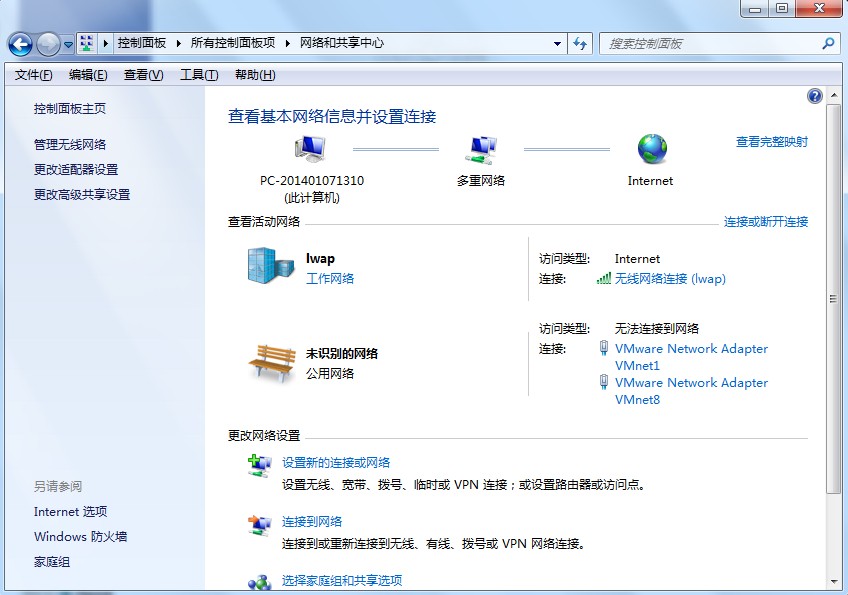 控制面板 ▸ 所有控制面板项 ▸ 网络和共享中心
搜索控制面板
文件(F) 编辑(E) 查看(V) 工具(T) 帮助(H)
控制面板主页
管理无线网络
更改适配器设置
更改高级共享设置
另请参阅
Internet 选项
Windows 防火墙
家庭组
查看基本网络信息并设置连接
查看完整映射
PC-201401071310
(此计算机)
多重网络
Internet
查看活动网络
连接或断开连接
lwap
工作网络
访问类型: Internet
连接: 无线网络连接 (lwap)
未识别的网络
公用网络
访问类型: 无法连接到网络
连接: VMware Network Adapter
VMnet1
VMware Network Adapter
VMnet8
更改网络设置
设置新的连接或网络
设置无线、宽带、拨号、临时或 VPN 连接；或设置路由器或访问点。
连接到网络
连接到或重新连接到无线、有线、拨号或 VPN 网络连接。
选择家庭组和共享选项